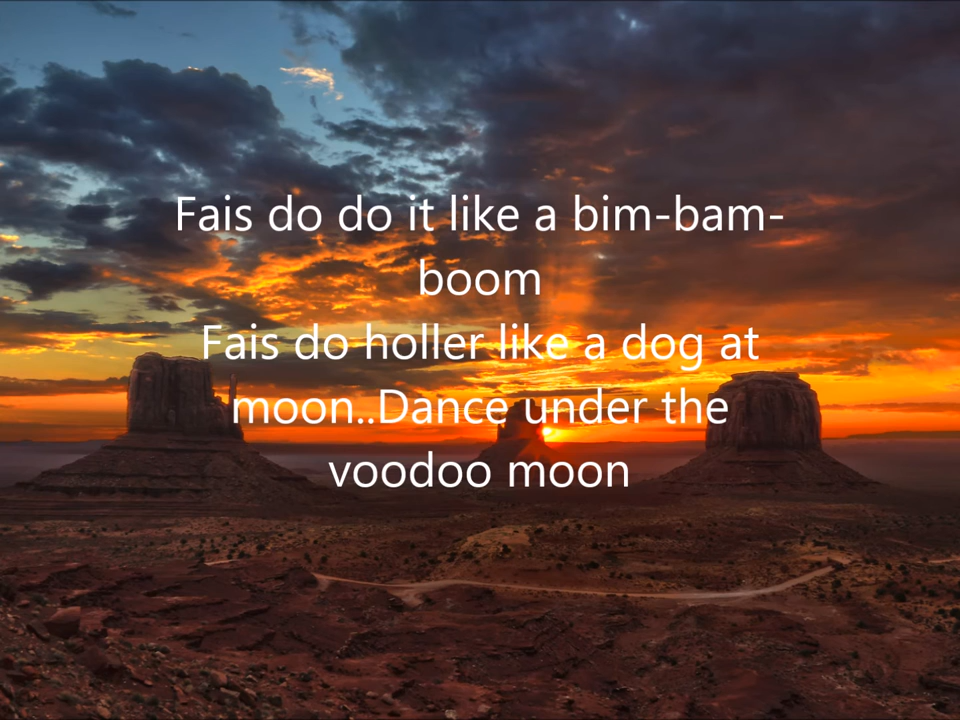 Fais do do it like a bim-bam-
boom
Fais do holler like a dog at
moon..Dance under the
voodoo moon